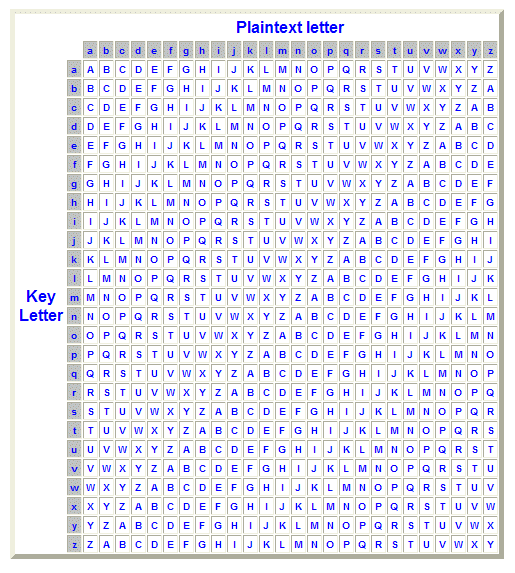 Plaintext letter
a b c d e f g h i j k l m n o p q r s t u v w x y z
a A B C D E F G H I J K L M N O P Q R S T U V W X Y Z
b B C D E F G H I J K L M N O P Q R S T U V W X Y Z A
c C D E F G H I J K L M N O P Q R S T U V W X Y Z A B
d D E F G H I J K L M N O P Q R S T U V W X Y Z A B C
e E F G H I J K L M N O P Q R S T U V W X Y Z A B C D
f F G H I J K L M N O P Q R S T U V W X Y Z A B C D E
g G H I J K L M N O P Q R S T U V W X Y Z A B C D E F
h H I J K L M N O P Q R S T U V W X Y Z A B C D E F G
i I J K L M N O P Q R S T U V W X Y Z A B C D E F G H
j J K L M N O P Q R S T U V W X Y Z A B C D E F G H I
k K L M N O P Q R S T U V W X Y Z A B C D E F G H I J
l L M N O P Q R S T U V W X Y Z A B C D E F G H I J K
Key
Letter
m M N O P Q R S T U V W X Y Z A B C D E F G H I J K L
n N O P Q R S T U V W X Y Z A B C D E F G H I J K L M
o O P Q R S T U V W X Y Z A B C D E F G H I J K L M N
p P Q R S T U V W X Y Z A B C D E F G H I J K L M N O
q Q R S T U V W X Y Z A B C D E F G H I J K L M N O P
r R S T U V W X Y Z A B C D E F G H I J K L M N O P Q
s S T U V W X Y Z A B C D E F G H I J K L M N O P Q R
t T U V W X Y Z A B C D E F G H I J K L M N O P Q R S
u U V W X Y Z A B C D E F G H I J K L M N O P Q R S T
v V W X Y Z A B C D E F G H I J K L M N O P Q R S T U
w W X Y Z A B C D E F G H I J K L M N O P Q R S T U V
x X Y Z A B C D E F G H I J K L M N O P Q R S T U V W
y Y Z A B C D E F G H I J K L M N O P Q R S T U V W X
z Z A B C D E F G H I J K L M N O P Q R S T U V W X Y